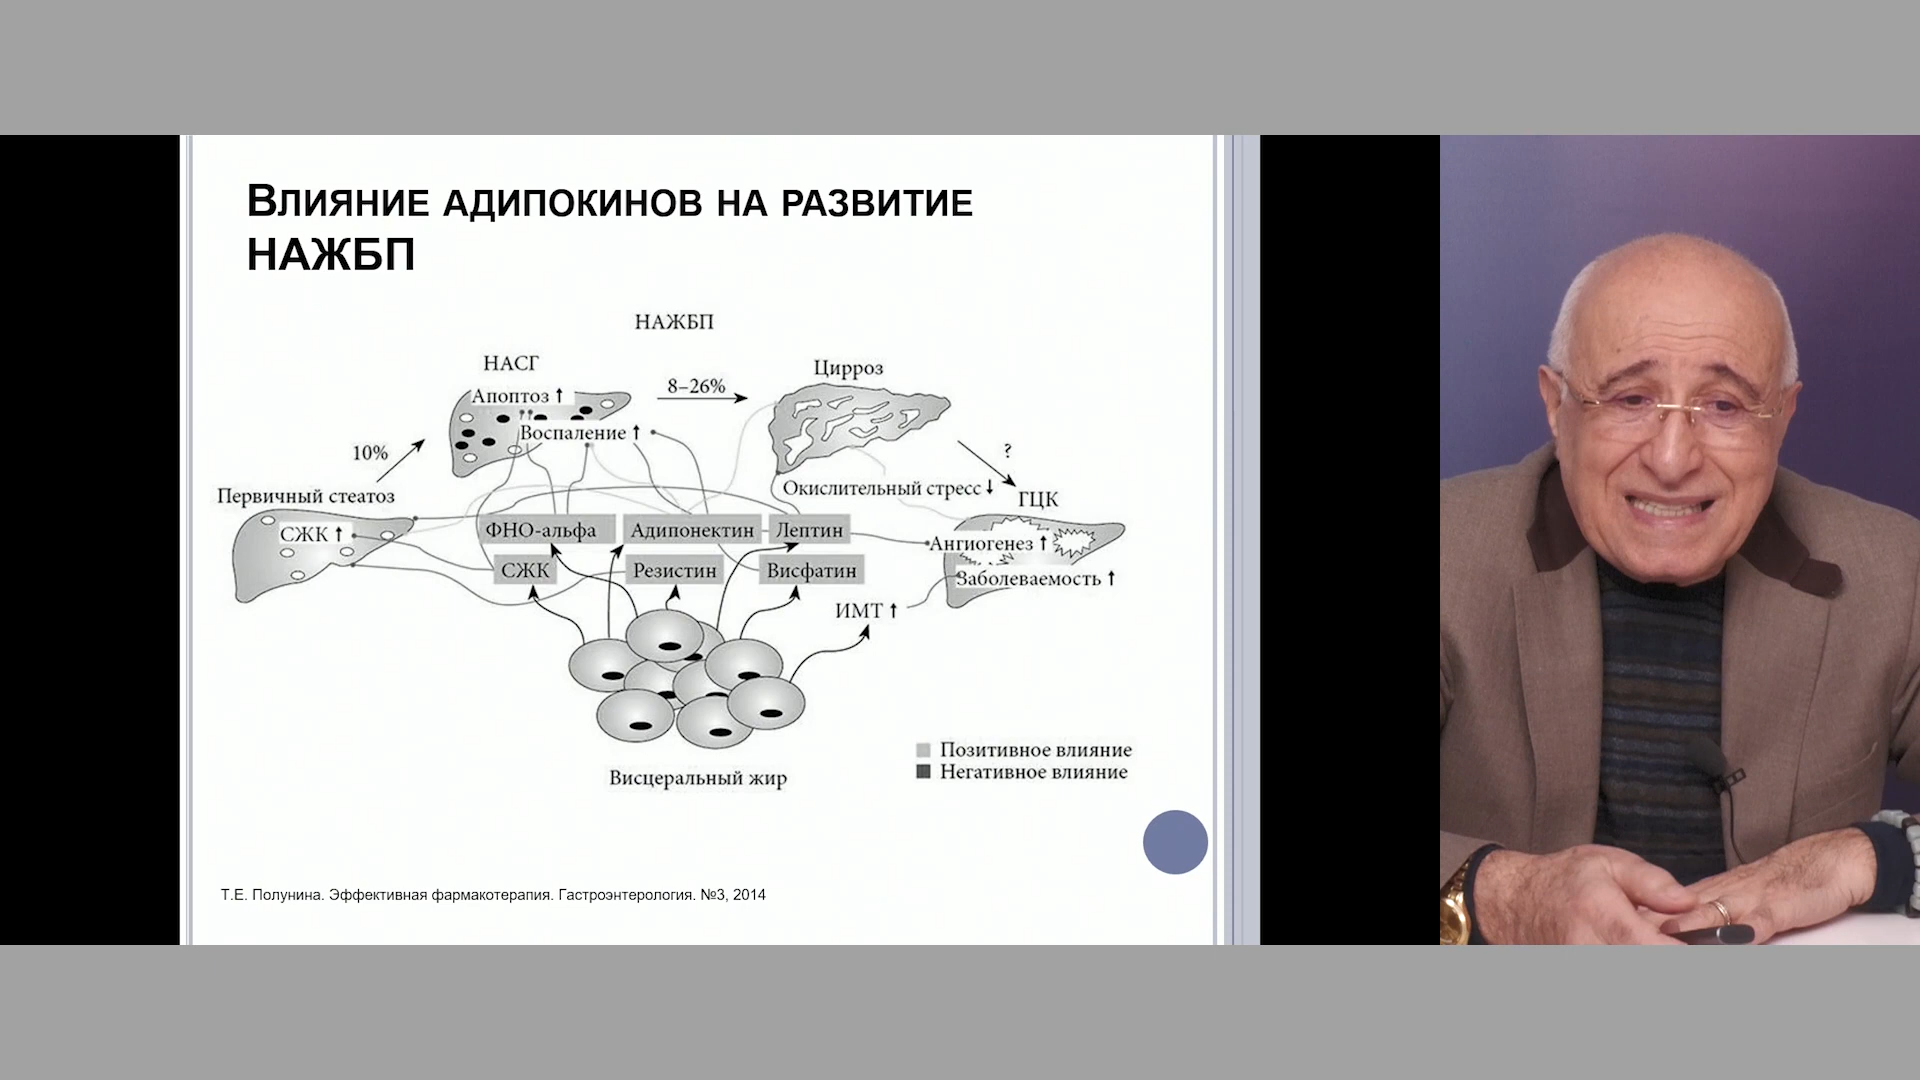 Влияние адипокинов на развитие
НАЖБП
НАЖБП
НАСГ
Цирроз
Апоптоз ↑
8–26%
Воспаление ↑
10%
?
Первичный стеатоз
Окислительный стресс ↓
ГЦК
СЖК ↑
ФНО-альфа
Адипонектин
Лептин
Ангиогенез ↑
СЖК
Резистин
Висфатин
Заболеваемость ↑
ИМТ ↑
Позитивное влияние
Негативное влияние
Висцеральный жир
Т.Е. Полунина. Эффективная фармакотерапия. Гастроэнтерология. №3, 2014